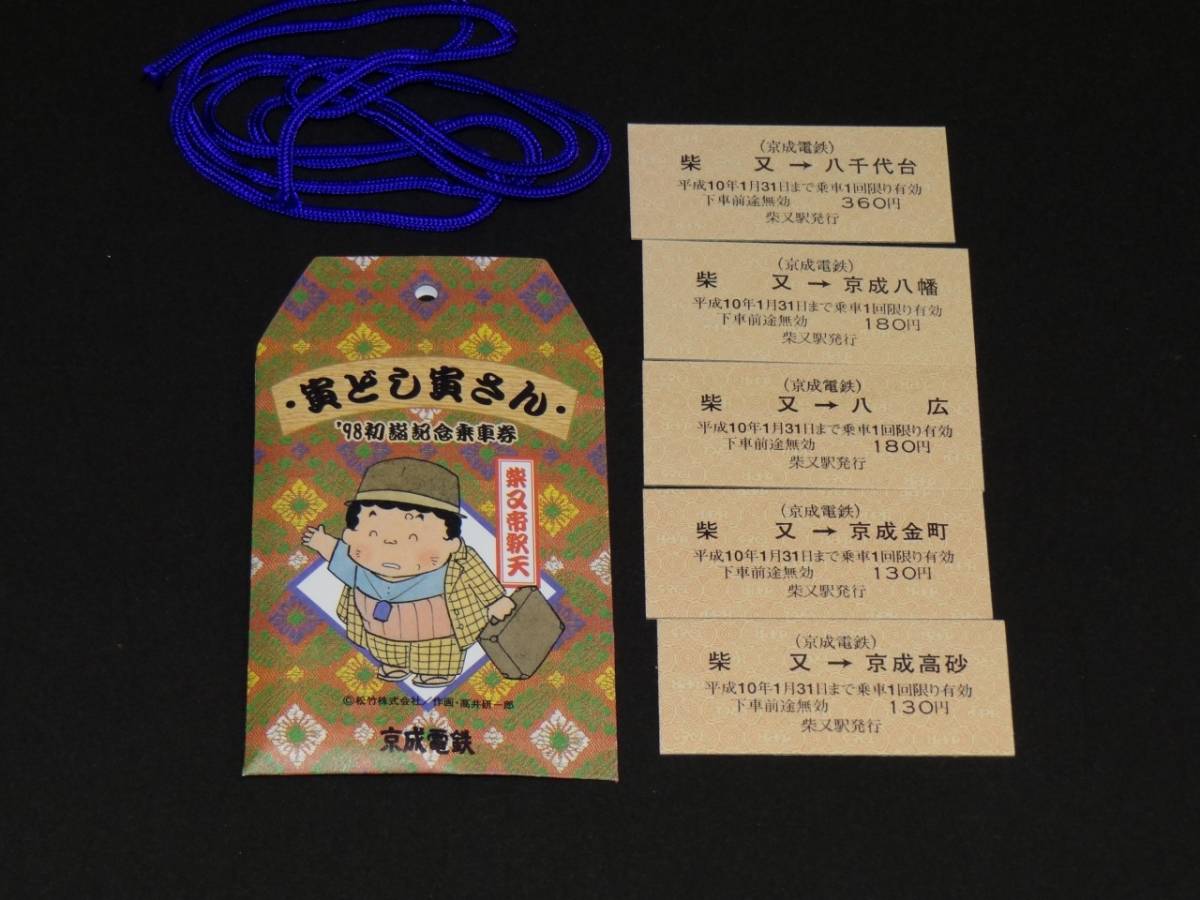 ・寅どし寅さん・
'98初詣記念乗車券
柴又帝釈天
©松竹株式会社／作画・高井研一郎
京成電鉄
(京成電鉄)
柴 又 → 八千代台
平成10年1月31日まで乗車1回限り有効
下車前途無効 360円
柴又駅発行
(京成電鉄)
柴 又 → 京成八幡
平成10年1月31日まで乗車1回限り有効
下車前途無効 180円
柴又駅発行
(京成電鉄)
柴 又 → 八 広
平成10年1月31日まで乗車1回限り有効
下車前途無効 180円
柴又駅発行
(京成電鉄)
柴 又 → 京成金町
平成10年1月31日まで乗車1回限り有効
下車前途無効 130円
柴又駅発行
(京成電鉄)
柴 又 → 京成高砂
平成10年1月31日まで乗車1回限り有効
下車前途無効 130円
柴又駅発行